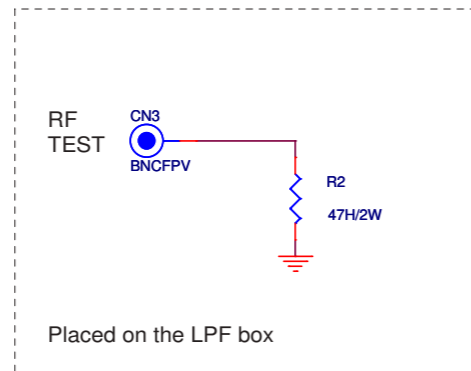 RF
TEST
CN3
BNCFPV
R2
47H/2W
Placed on the LPF box